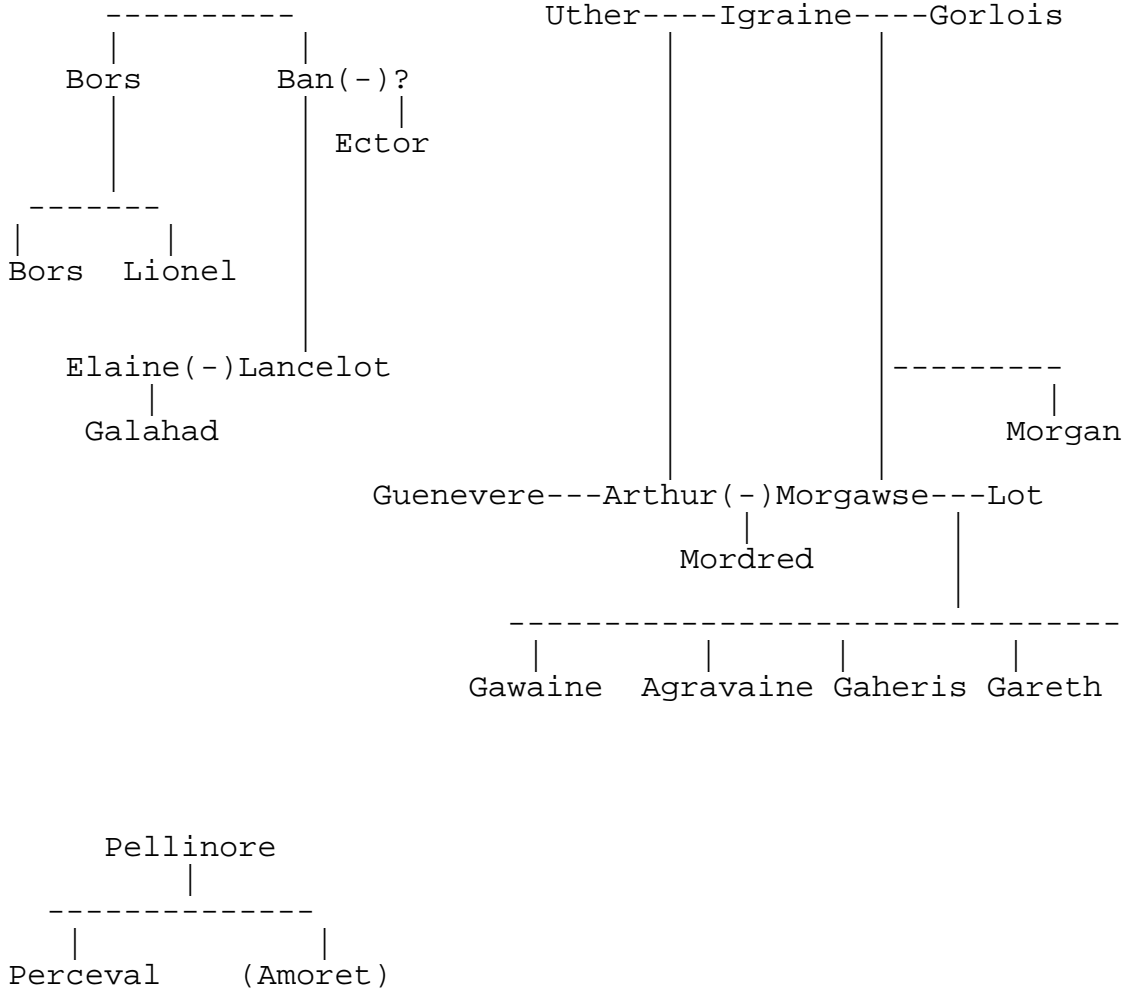 Uther----Igraine----Gorlois
Bors Ban(-)?
Ector
Bors Lionel
Elaine(-)Lancelot
Galahad Morgan
Guenevere---Arthur(-)Morgawse---Lot
Mordred
Gawaine Agravaine Gaheris Gareth
Pellinore
Perceval (Amoret)